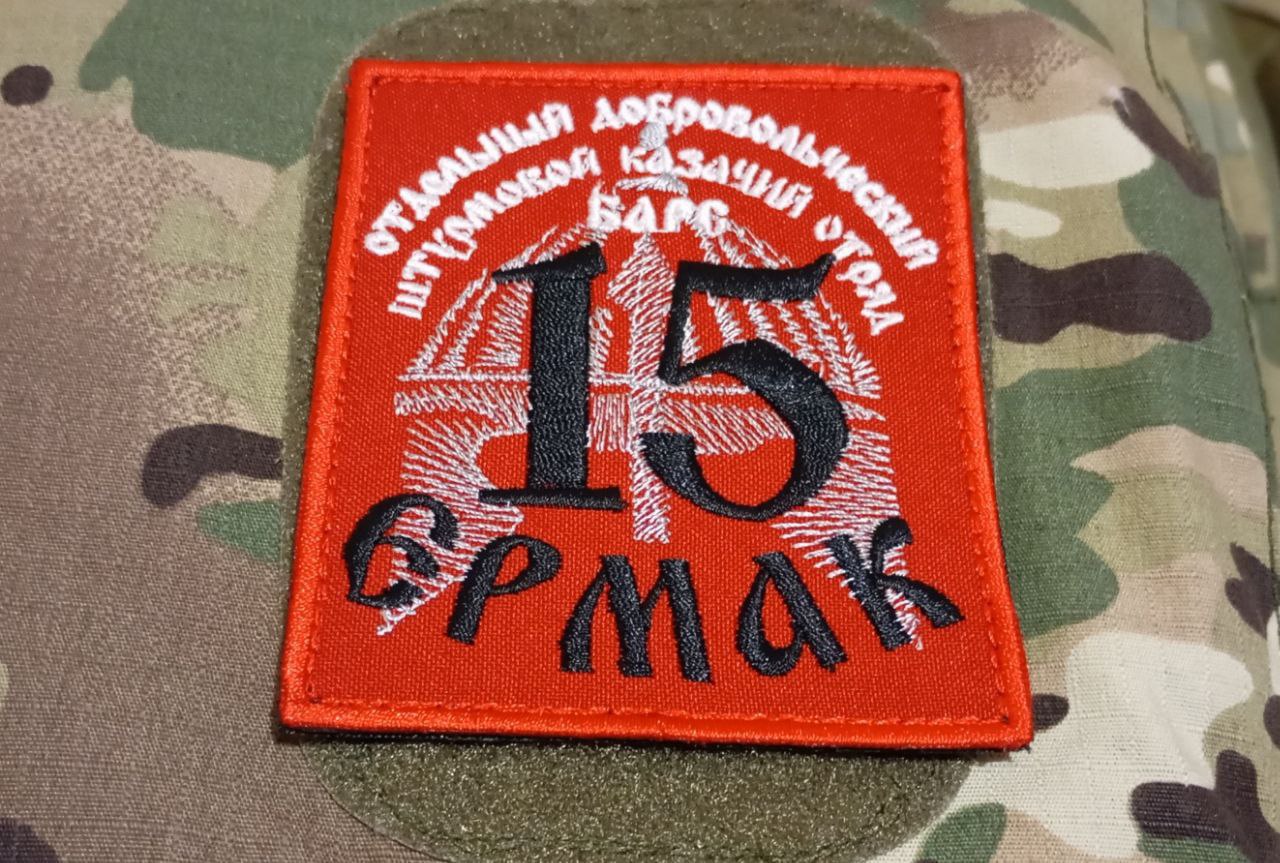 ОТДЕЛЬНЫЙ ДОБРОВОЛЬЧЕСКИЙ
ШТУРМОВОЙ КАЗАЧИЙ ОТРЯД
БАРС
15
ЕРМАК